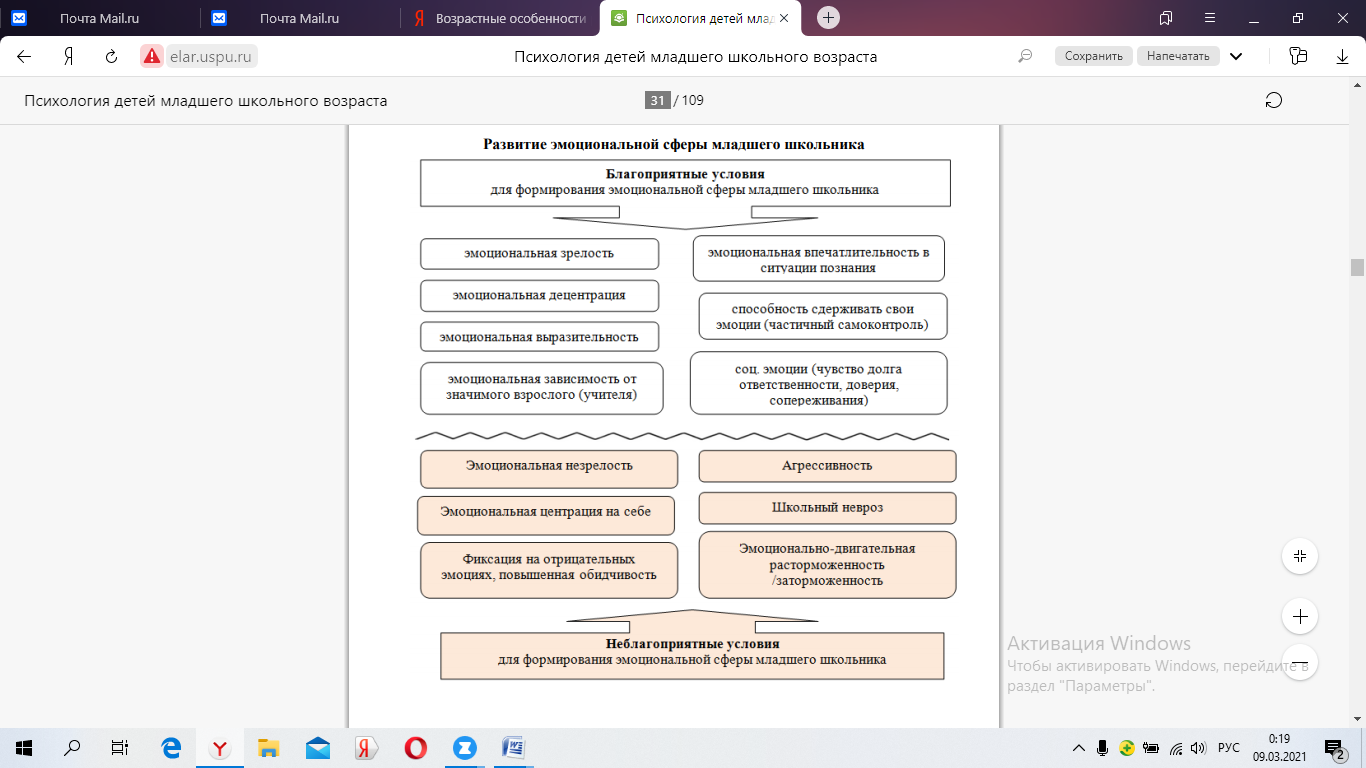 Почта Mail.ru
Почта Mail.ru
Возрастные особенности
Психология детей млад
elar.uspu.ru
Психология детей младшего школьного возраста
Сохранить
Напечатать
Психология детей младшего школьного возраста
31 / 109
Развитие эмоциональной сферы младшего школьника
Благоприятные условия
для формирования эмоциональной сферы младшего школьника
эмоциональная зрелость
эмоциональная децентрация
эмоциональная выразительность
эмоциональная зависимость от
значимого взрослого (учителя)
эмоциональная впечатлительность в
ситуации познания
способность сдерживать свои
эмоции (частичный самоконтроль)
соц. эмоции (чувство долга
ответственности, доверия,
сопереживания)
Эмоциональная незрелость
Эмоциональная центрация на себе
Фиксация на отрицательных
эмоциях, повышенная обидчивость
Агрессивность
Школьный невроз
Эмоционально-двигательная
расторможенность
/заторможенность
Неблагоприятные условия
для формирования эмоциональной сферы младшего школьника
Активация Windows
Чтобы активировать Windows, перейдите в
раздел "Параметры".
РУС
0:19
09.03.2021
2